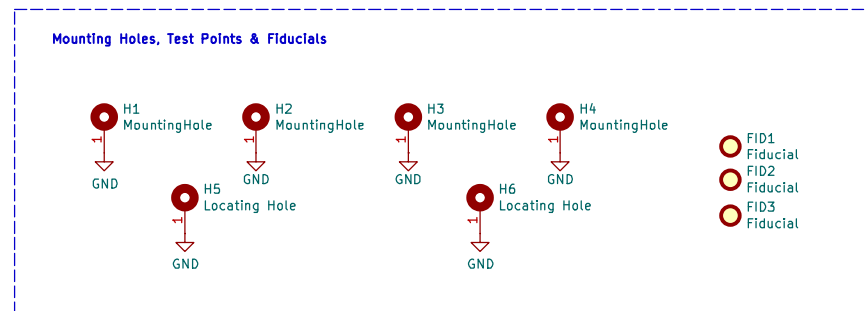 Mounting Holes, Test Points & Fiducials
H1
MountingHole
1
GND
H2
MountingHole
1
GND
H3
MountingHole
1
GND
H4
MountingHole
1
GND
FID1
Fiducial
FID2
Fiducial
FID3
Fiducial
H5
Locating Hole
1
GND
H6
Locating Hole
1
GND